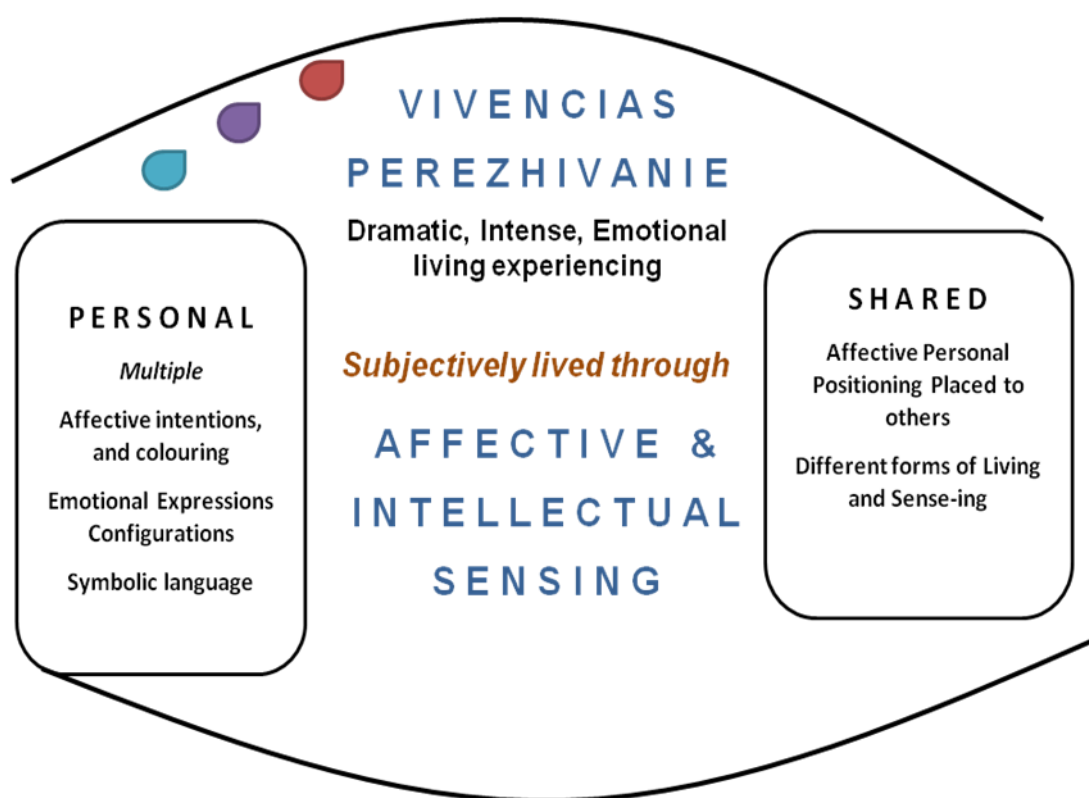 VIVENCIAS
PEREZHIVANIE
Dramatic, Intense, Emotional
living experiencing
Subjectively lived through
AFFECTIVE &
INTELLECTUAL
SENSING
PERSONAL
Multiple
Affective intentions,
and colouring
Emotional Expressions
Configurations
Symbolic language
SHARED
Affective Personal
Positioning Placed to
others
Different forms of Living
and Sense-ing